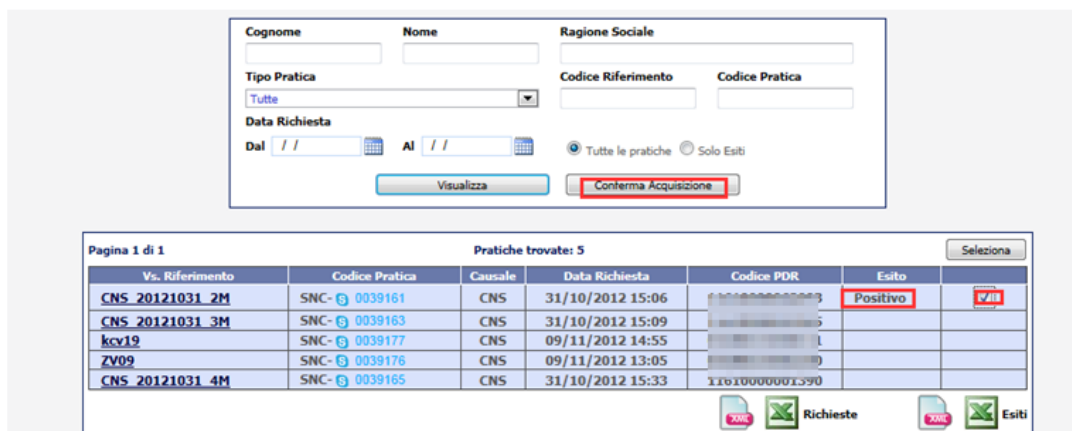 Cognome Nome Ragione Sociale
Tipo Pratica Codice Riferimento Codice Pratica
Tutte
Data Richiesta
Dal / / Al / / Tutte le pratiche Solo Esiti
Visualizza Conferma Acquisizione
Pagina 1 di 1 Pratiche trovate: 5 Seleziona
Vs. Riferimento Codice Pratica Causale Data Richiesta Codice PDR Esito
CNS_20121031_2M SNC- 0039161 CNS 31/10/2012 15:06 Positivo
CNS_20121031_3M SNC- 0039163 CNS 31/10/2012 15:09
kcv19 SNC- 0039177 CNS 09/11/2012 14:55
ZV09 SNC- 0039176 CNS 09/11/2012 13:05
CNS_20121031_4M SNC- 0039165 CNS 31/10/2012 15:33
XML Richieste XML Esiti